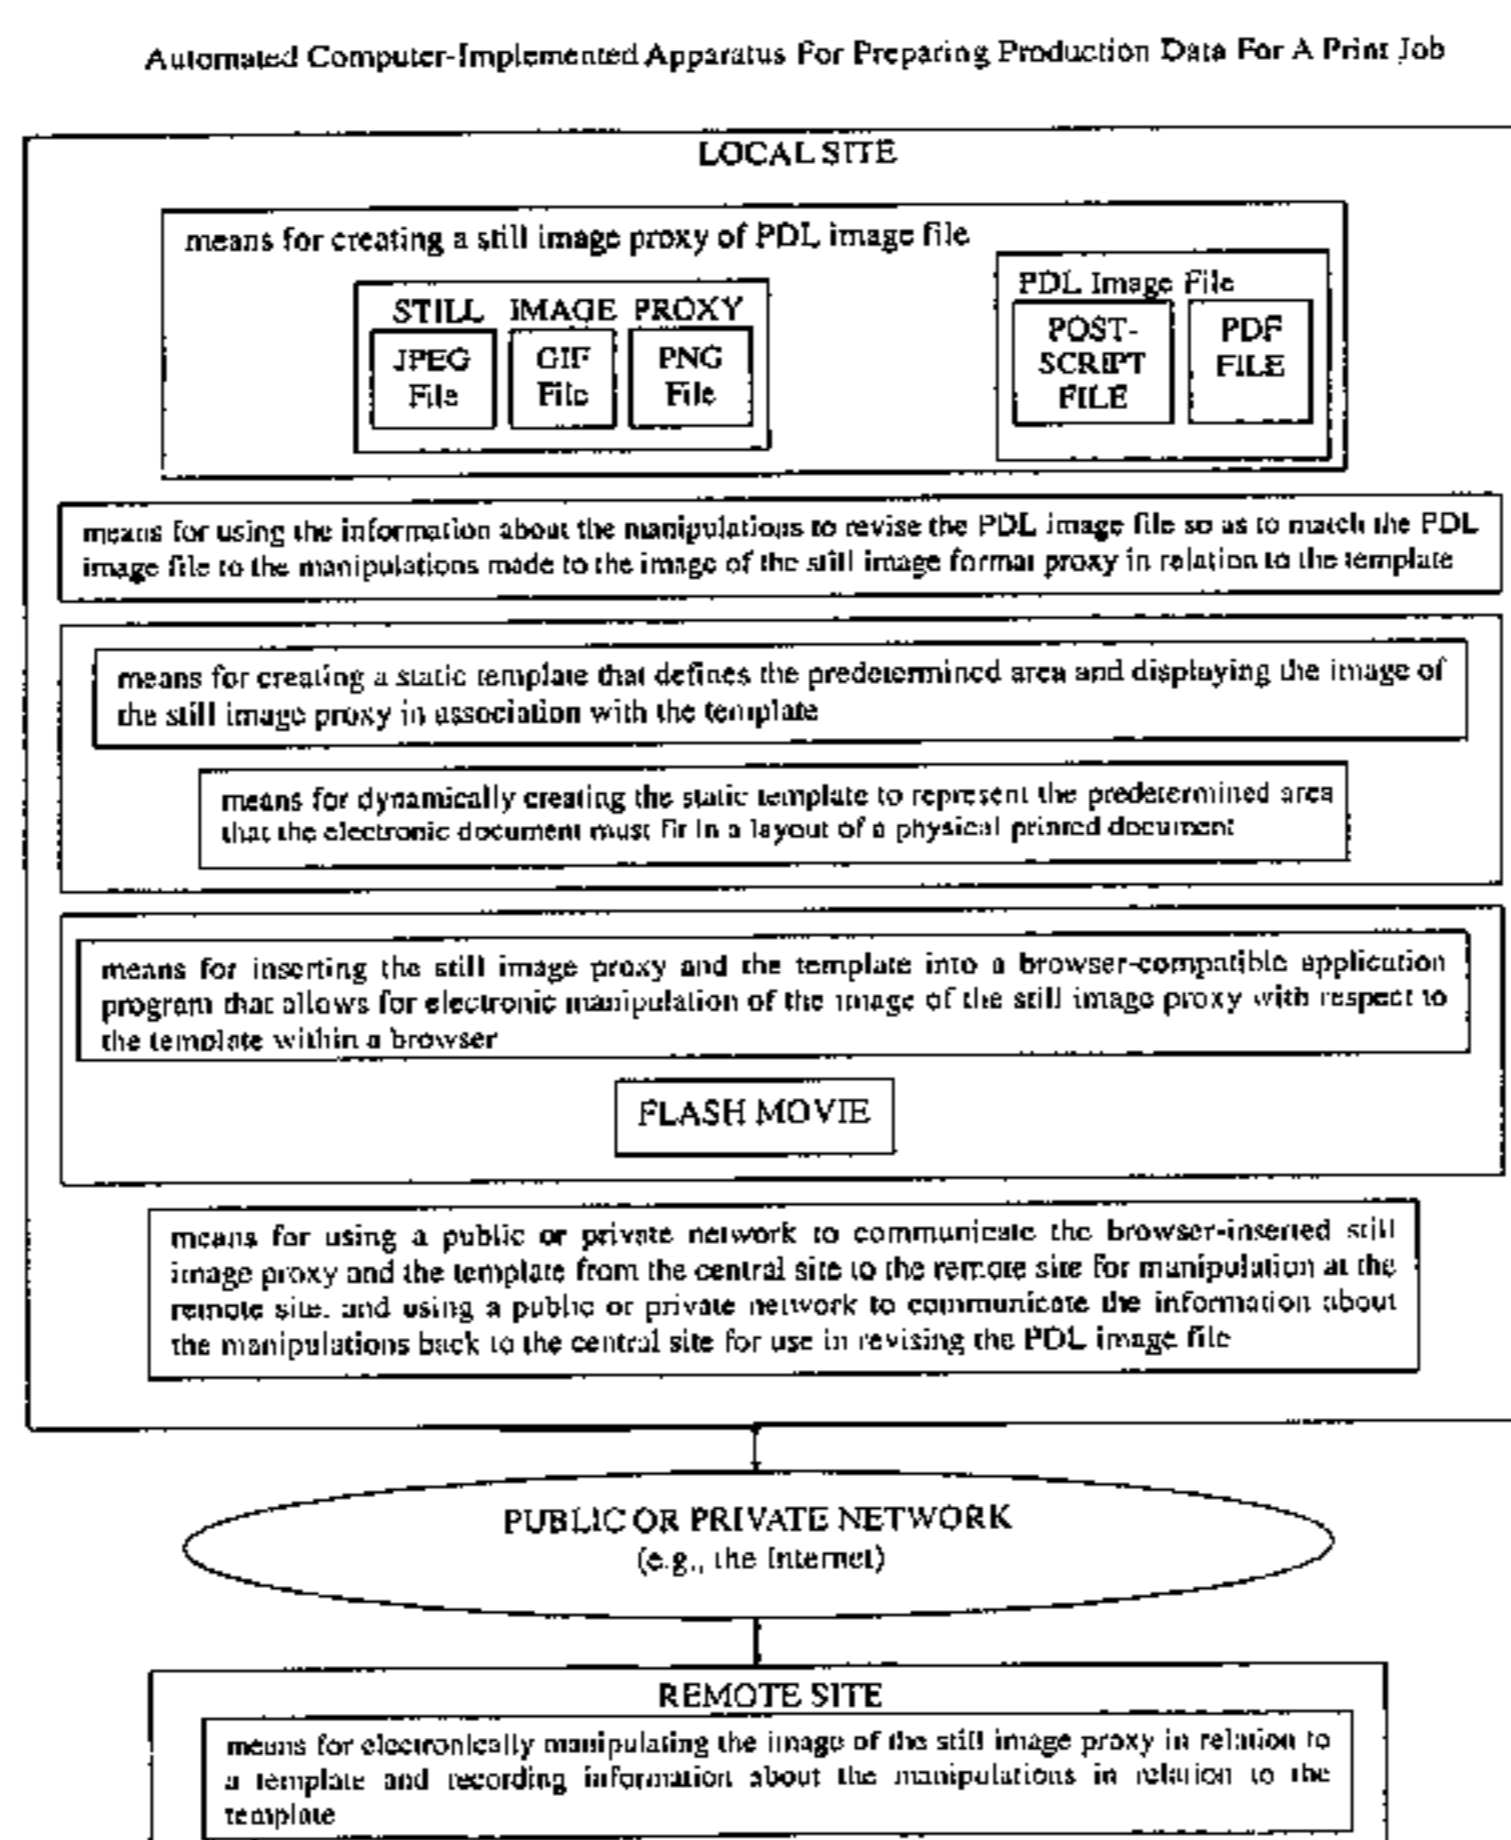 Automated Computer-Implemented Apparatus For Preparing Production Data For A Print Job
LOCAL SITE
means for creating a still image proxy of PDL image file
STILL IMAGE PROXY
JPEG File
GIF File
PNG File
PDL Image File
POST-
SCRIPT
FILE
PDF
FILE
means for using the information about the manipulations to revise the PDL image file so as to match the PDL
image file to the manipulations made to the image of the still image format proxy in relation to the template
means for creating a static template that defines the predetermined area and displaying the image of
the still image proxy in association with the template
means for dynamically creating the static template to represent the predetermined area
that the electronic document must fit in a layout of a physical printed document
means for inserting the still image proxy and the template into a browser-compatible application
program that allows for electronic manipulation of the image of the still image proxy with respect to
the template within a browser
FLASH MOVIE
means for using a public or private network to communicate the browser-inserted still
image proxy and the template from the central site to the remote site for manipulation at the
remote site, and using a public or private network to communicate the information about
the manipulations back to the central site for use in revising the PDL image file
PUBLIC OR PRIVATE NETWORK
(e.g., the Internet)
REMOTE SITE
means for electronically manipulating the image of the still image proxy in relation to
a template and recording information about the manipulations in relation to the
template